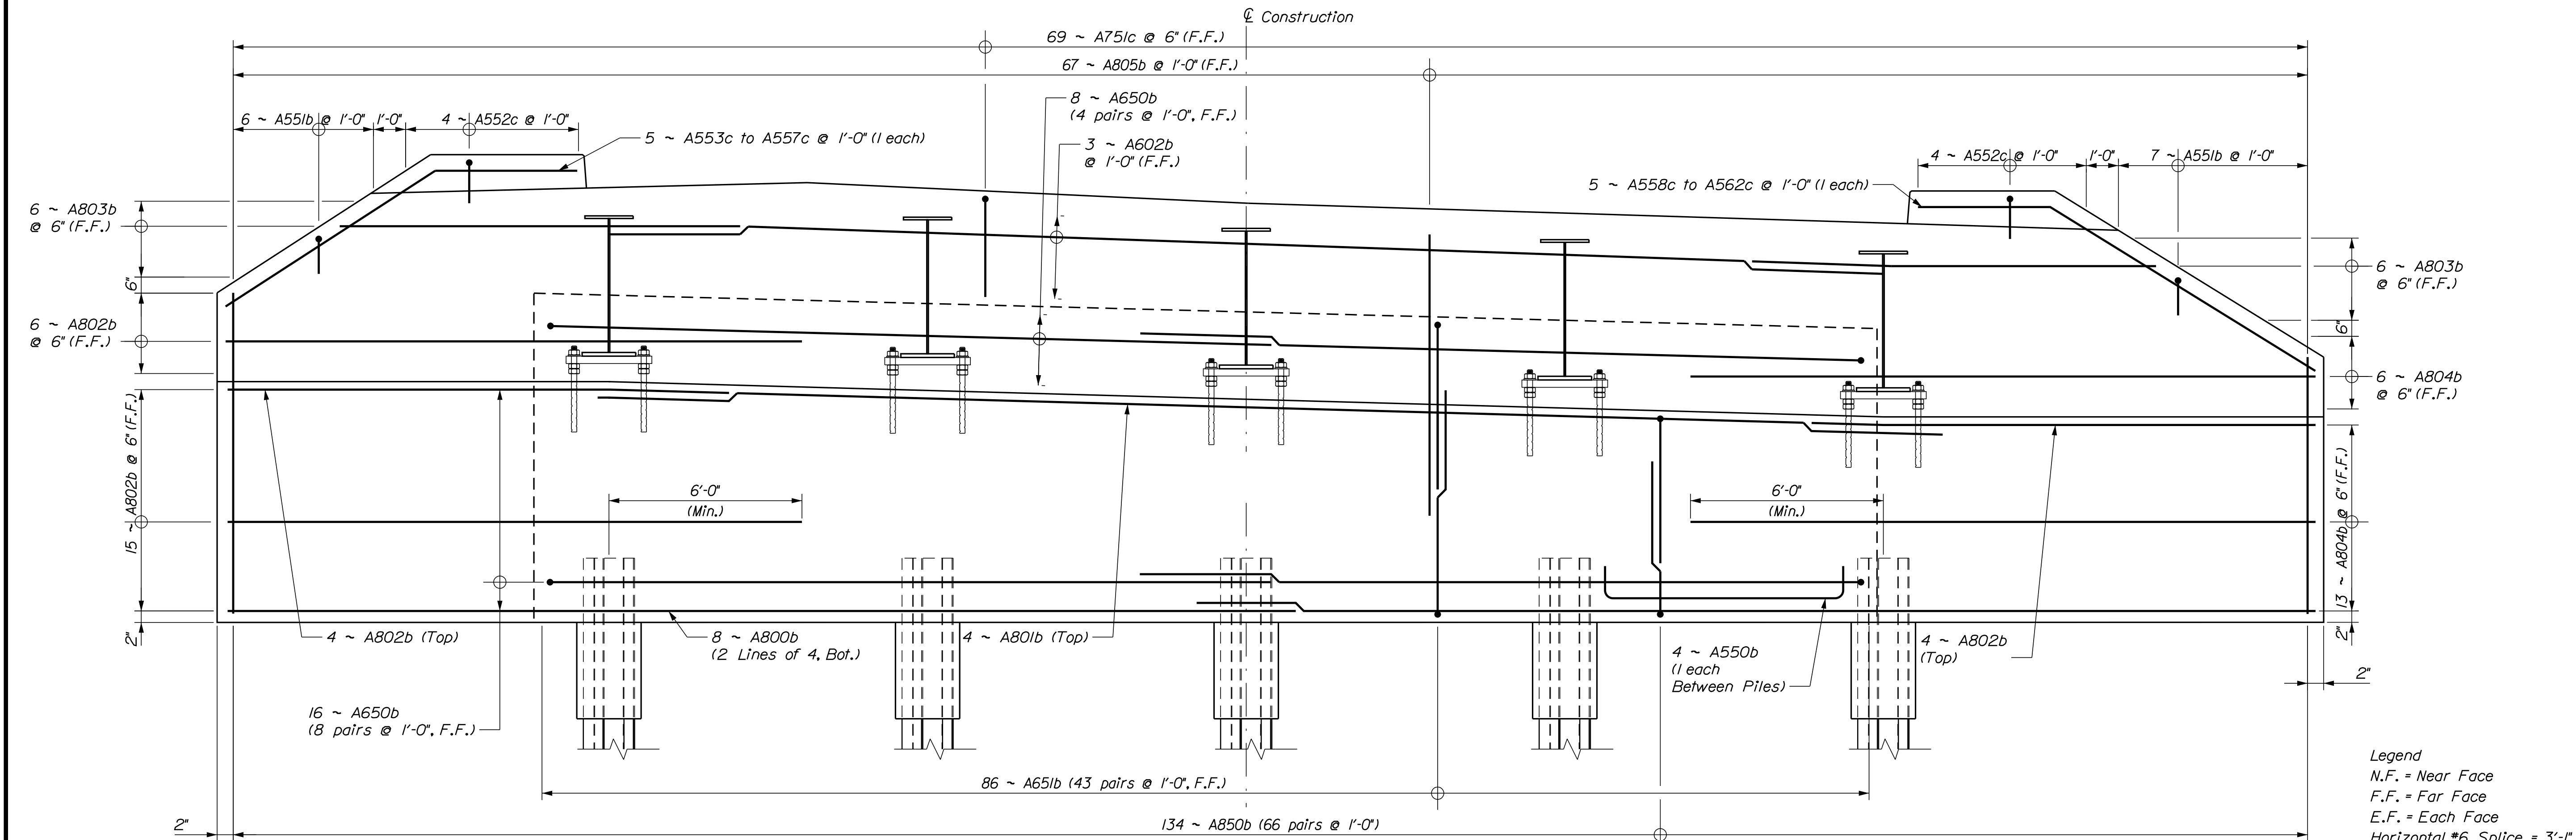 ℄ Construction
69 ~ A751c @ 6" (F.F.)
67 ~ A805b @ 1'-0" (F.F.)
8 ~ A650b
(4 pairs @ 1'-0", F.F.)
6 ~ A551b @ 1'-0"
1'-0"
4 ~ A552c @ 1'-0"
5 ~ A553c to A557c @ 1'-0" (1 each)
3 ~ A602b
@ 1'-0" (F.F.)
4 ~ A552c @ 1'-0"
1'-0"
7 ~ A551b @ 1'-0"
5 ~ A558c to A562c @ 1'-0" (1 each)
6 ~ A803b
@ 6" (F.F.)
6"
6 ~ A802b
@ 6" (F.F.)
15 ~ A802b @ 6" (F.F.)
2"
6 ~ A803b
@ 6" (F.F.)
6"
6 ~ A804b
@ 6" (F.F.)
13 ~ A804b @ 6" (F.F.)
2"
6'-0"
(Min.)
6'-0"
(Min.)
4 ~ A802b (Top)
8 ~ A800b
(2 Lines of 4, Bot.)
4 ~ A801b (Top)
4 ~ A550b
(1 each
Between Piles)
4 ~ A802b
(Top)
2"
16 ~ A650b
(8 pairs @ 1'-0", F.F.)
86 ~ A651b (43 pairs @ 1'-0", F.F.)
2"
134 ~ A850b (66 pairs @ 1'-0")
Legend
N.F. = Near Face
F.F. = Far Face
E.F. = Each Face
Horizontal #6 Splice = 3'-1"